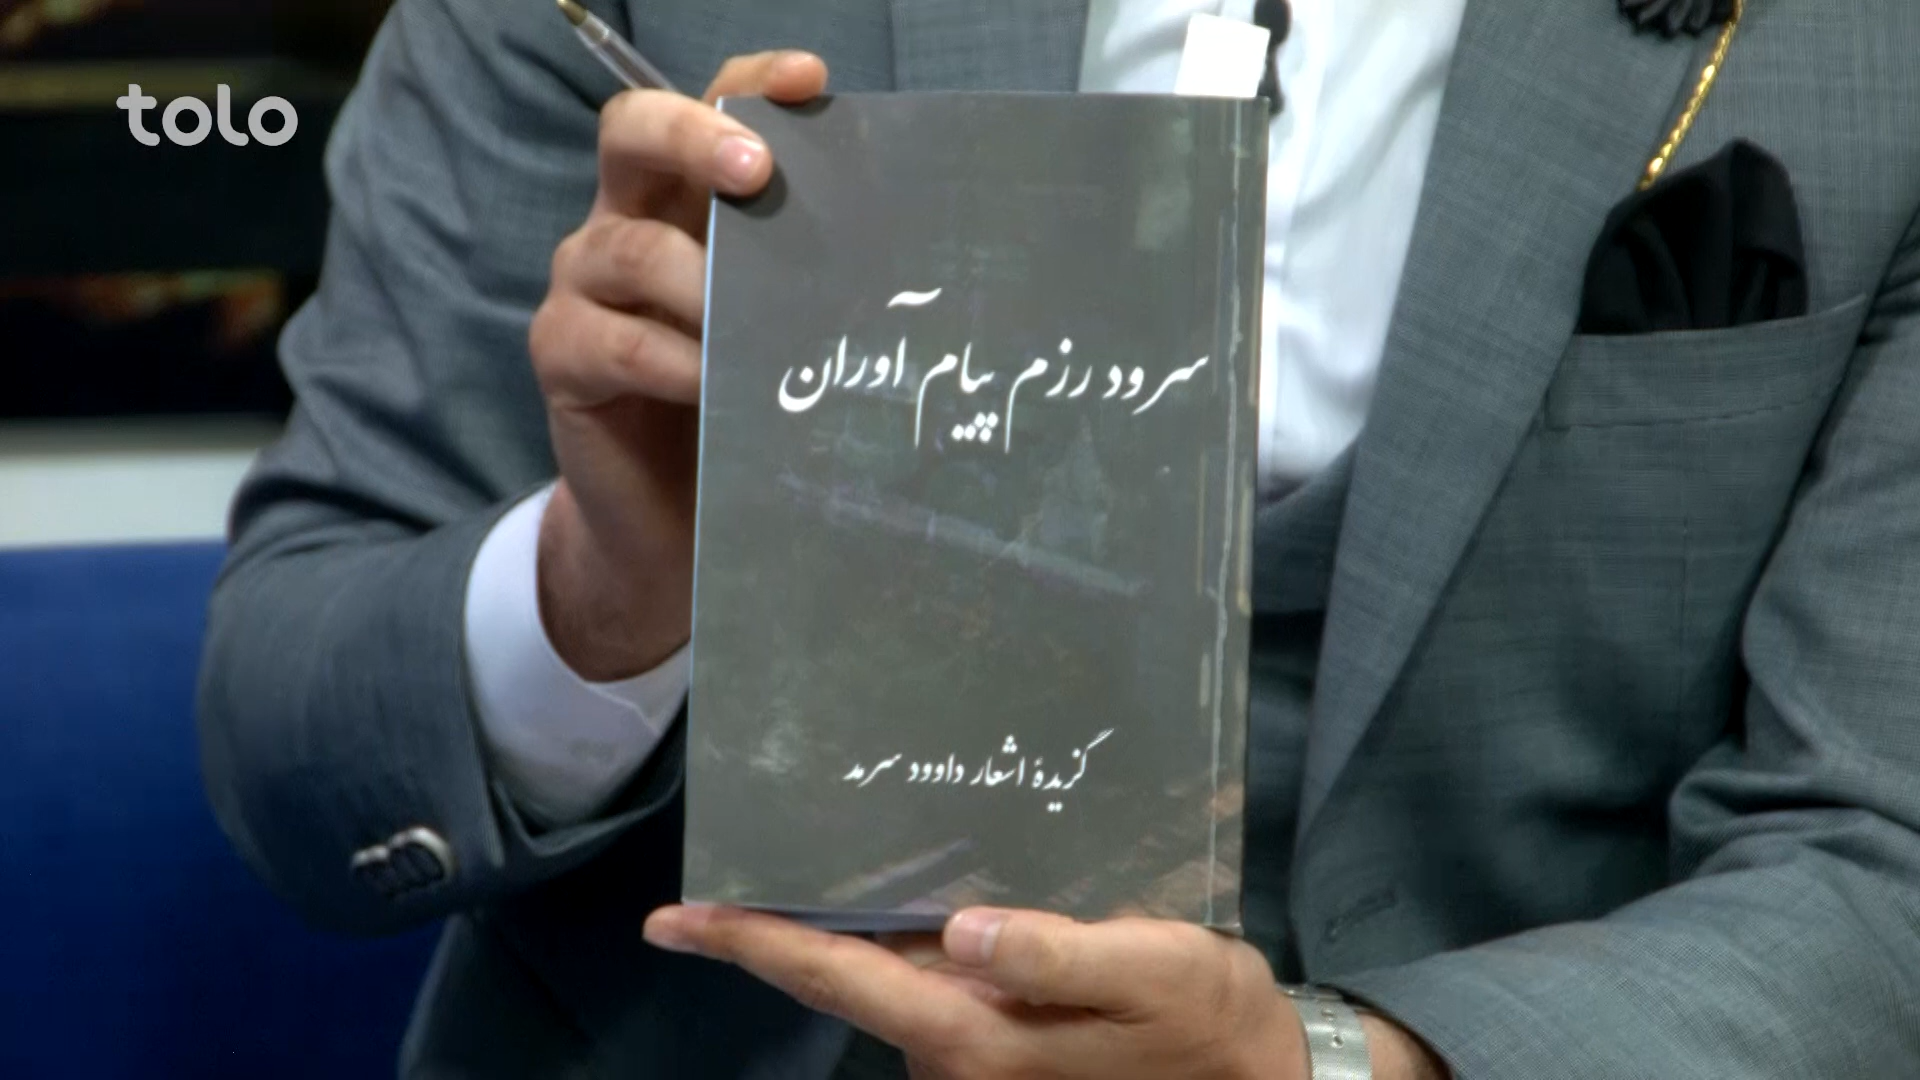 tolo
سرود رزم پیام آوران
گزیدهٔ اشعار داوود سرمد